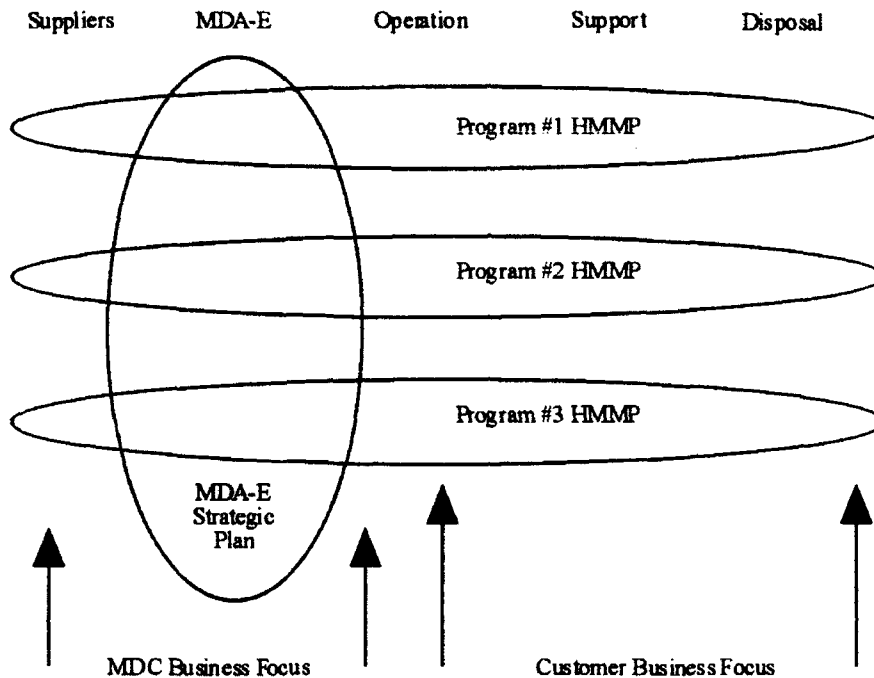 Suppliers MDA-E Operation Support Disposal
Program #1 HMMP
Program #2 HMMP
Program #3 HMMP
MDA-E
Strategic
Plan
MDC Business Focus Customer Business Focus